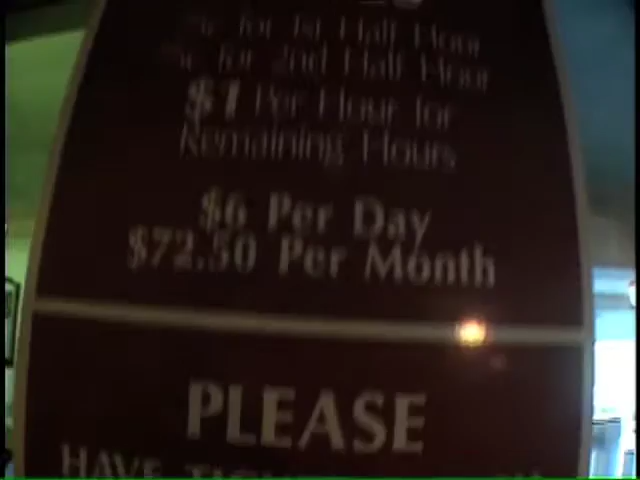 for 1st Half Hour
for 2nd Half Hour
$1 Per Hour for
Remaining Hours
$6 Per Day
$72.50 Per Month
PLEASE
HAVE